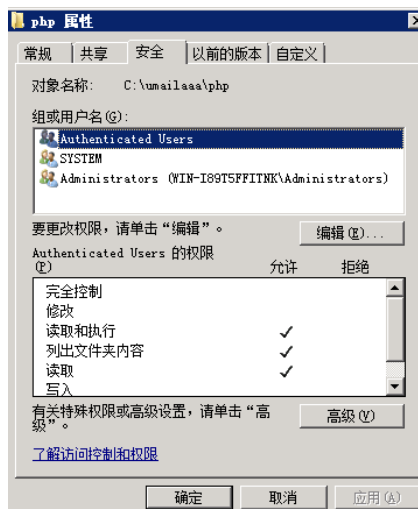 php 属性
常规 共享 安全 以前的版本 自定义
对象名称: C:\umailaaa\php
组或用户名(G):
Authenticated Users
SYSTEM
Administrators (WIN-I89T5FFITNK\Administrators)
要更改权限，请单击“编辑”。 编辑(E)...
Authenticated Users 的权限
(P) 允许 拒绝
完全控制
修改
读取和执行
列出文件夹内容
读取
写入
有关特殊权限或高级设置，请单击“高
级”。 高级(V)
了解访问控制和权限
确定 取消 应用(A)